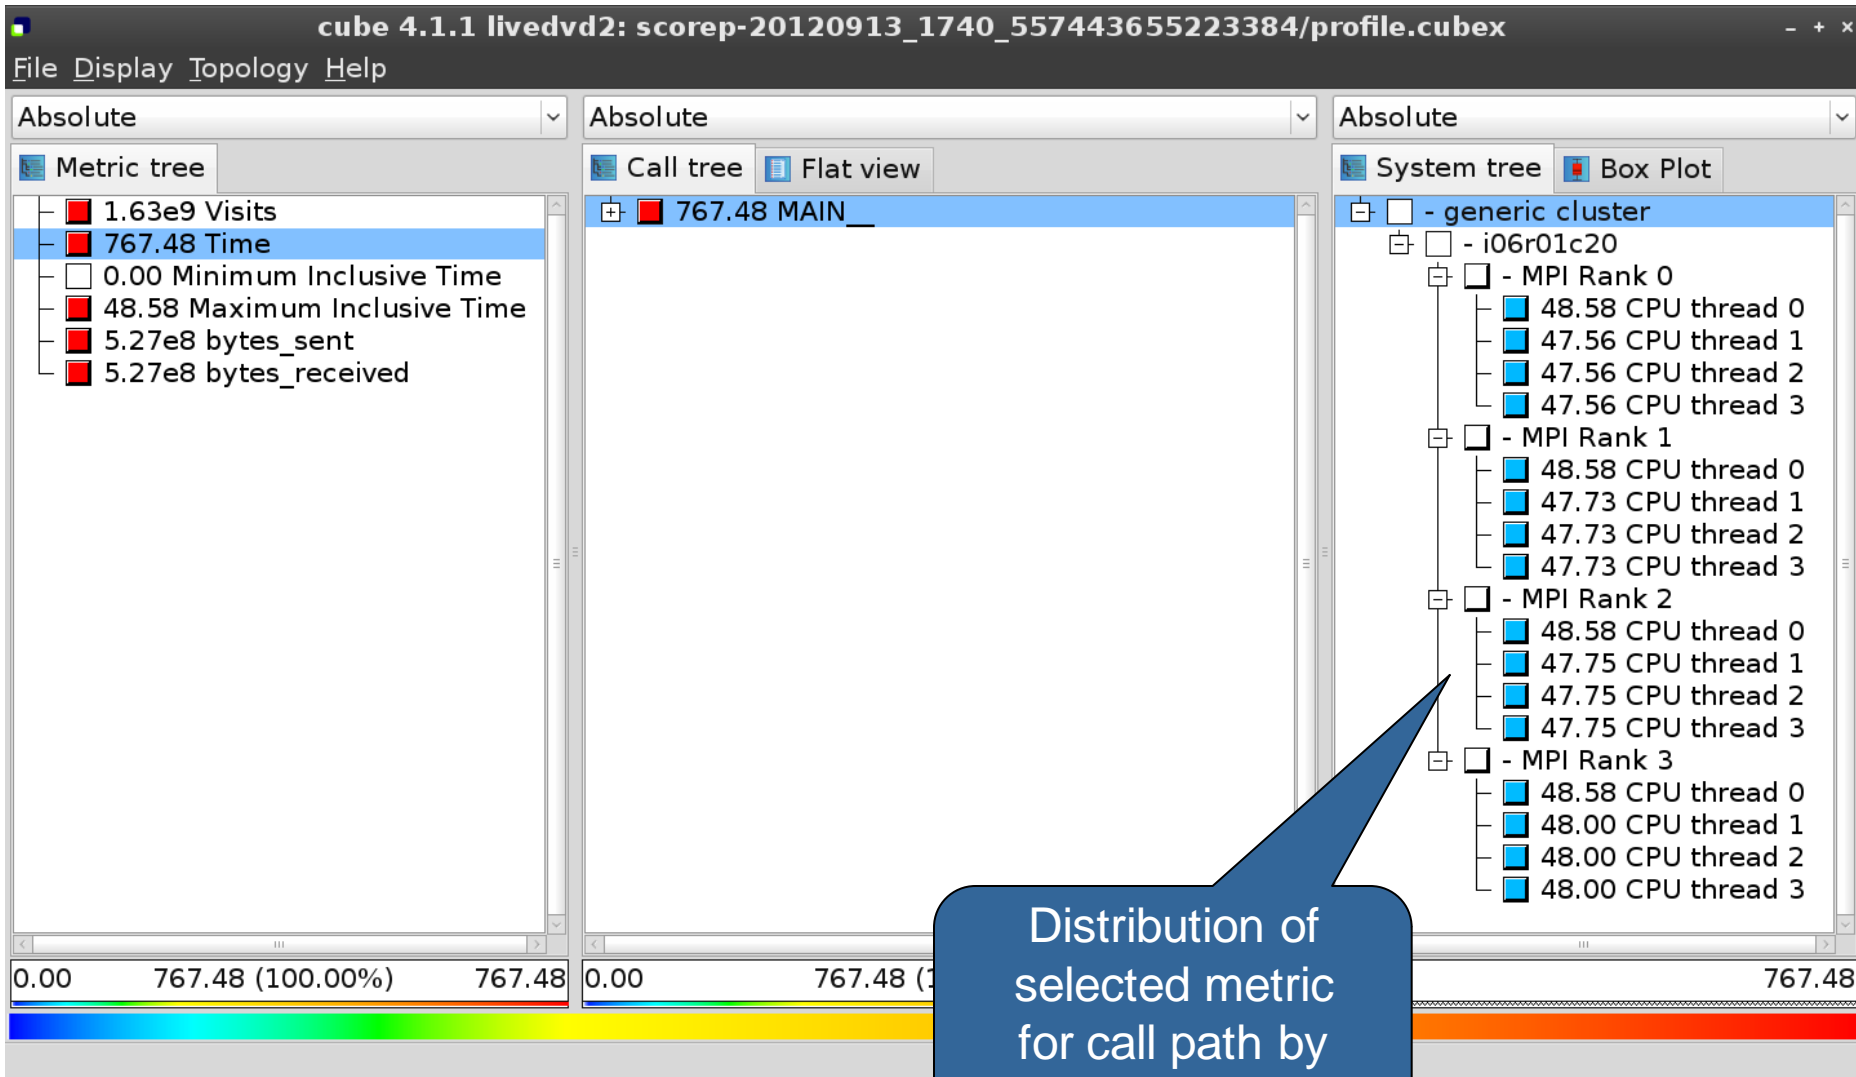 cube 4.1.1 livedvd2: scorep-20120913_1740_557443655223384/profile.cubex
File Display Topology Help
Absolute
Metric tree
1.63e9 Visits
767.48 Time
0.00 Minimum Inclusive Time
48.58 Maximum Inclusive Time
5.27e8 bytes_sent
5.27e8 bytes_received
0.00 767.48 (100.00%) 767.48
Absolute
Call tree Flat view
767.48 MAIN__
0.00 767.48 (1
Absolute
System tree Box Plot
- generic cluster
- i06r01c20
- MPI Rank 0
48.58 CPU thread 0
47.56 CPU thread 1
47.56 CPU thread 2
47.56 CPU thread 3
- MPI Rank 1
48.58 CPU thread 0
47.73 CPU thread 1
47.73 CPU thread 2
47.73 CPU thread 3
- MPI Rank 2
48.58 CPU thread 0
47.75 CPU thread 1
47.75 CPU thread 2
47.75 CPU thread 3
- MPI Rank 3
48.58 CPU thread 0
48.00 CPU thread 1
48.00 CPU thread 2
48.00 CPU thread 3
767.48
Distribution of
selected metric
for call path by